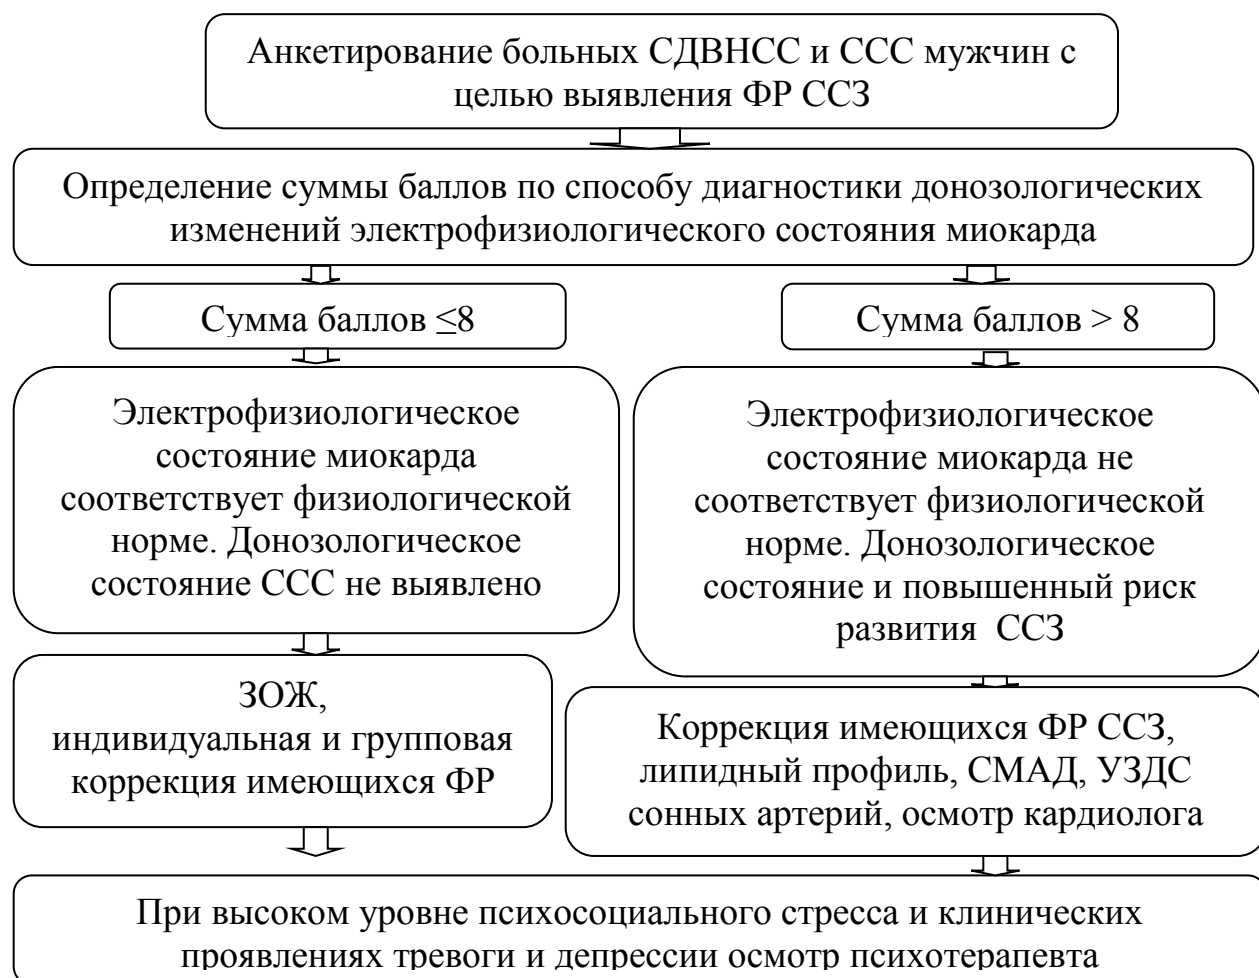 Анкетирование больных СДВНСС и ССС мужчин с
целью выявления ФР ССЗ
Определение суммы баллов по способу диагностики донозологических
изменений электрофизиологического состояния миокарда
Сумма баллов ≤8
Сумма баллов > 8
Электрофизиологическое
состояние миокарда
соответствует физиологической
норме. Донозологическое
состояние ССС не выявлено
Электрофизиологическое
состояние миокарда не
соответствует физиологической
норме. Донозологическое
состояние и повышенный риск
развития ССЗ
ЗОЖ,
индивидуальная и групповая
коррекция имеющихся ФР
Коррекция имеющихся ФР ССЗ,
липидный профиль, СМАД, УЗДС
сонных артерий, осмотр кардиолога
При высоком уровне психосоциального стресса и клинических
проявлениях тревоги и депрессии осмотр психотерапевта